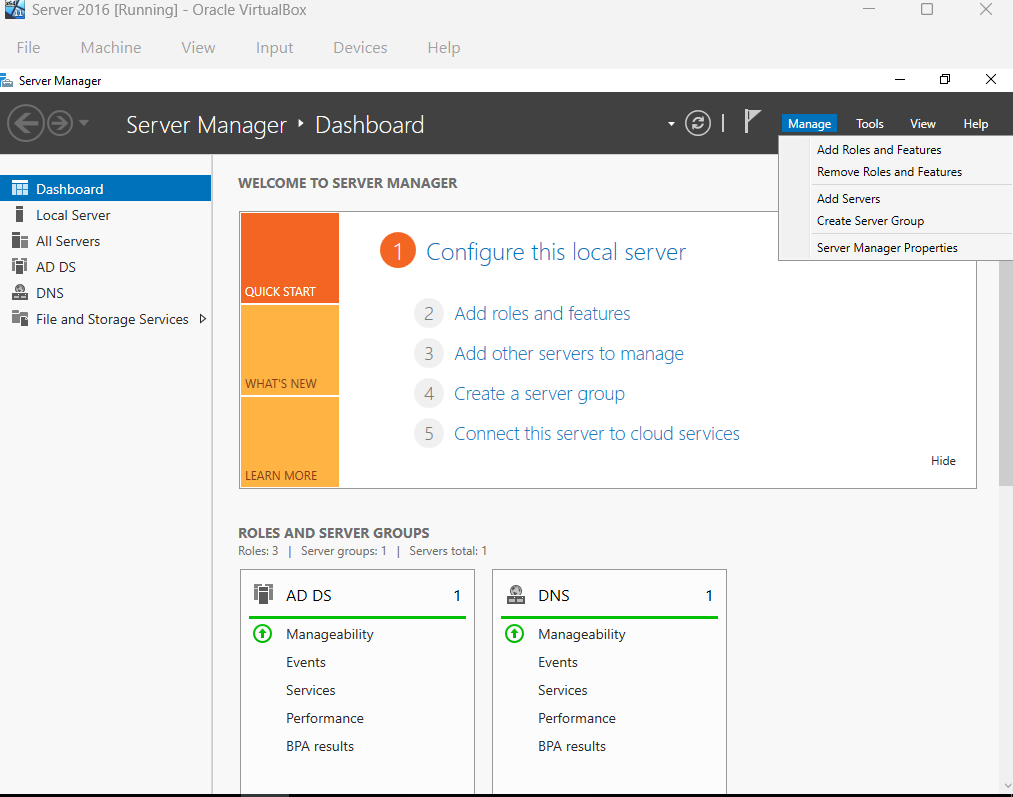 Server 2016 [Running] - Oracle VirtualBox
File Machine View Input Devices Help
Server Manager
Server Manager ‣ Dashboard
Manage Tools View Help
Add Roles and Features
Remove Roles and Features
Add Servers
Create Server Group
Server Manager Properties
Dashboard
Local Server
All Servers
AD DS
DNS
File and Storage Services
WELCOME TO SERVER MANAGER
QUICK START
WHAT'S NEW
LEARN MORE
1 Configure this local server
2 Add roles and features
3 Add other servers to manage
4 Create a server group
5 Connect this server to cloud services
Hide
ROLES AND SERVER GROUPS
Roles: 3 | Server groups: 1 | Servers total: 1
AD DS 1
Manageability
Events
Services
Performance
BPA results
DNS 1
Manageability
Events
Services
Performance
BPA results